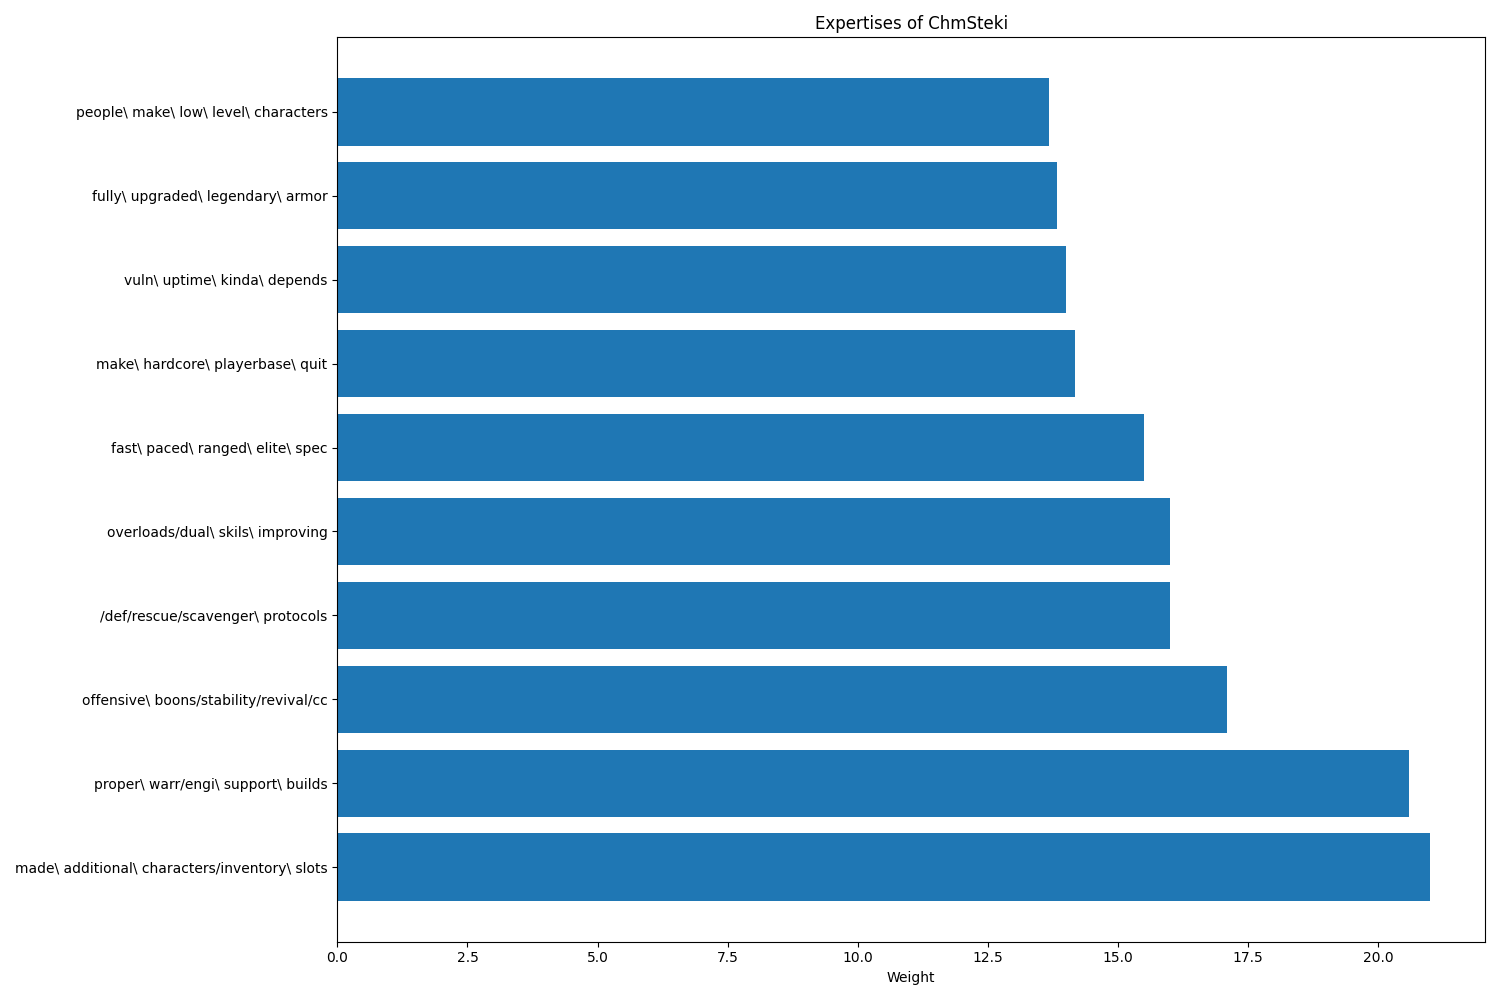 Expertises of ChmSteki
people\ make\ low\ level\ characters
fully\ upgraded\ legendary\ armor
vuln\ uptime\ kinda\ depends
make\ hardcore\ playerbase\ quit
fast\ paced\ ranged\ elite\ spec
overloads/dual\ skils\ improving
/def/rescue/scavenger\ protocols
offensive\ boons/stability/revival/cc
proper\ warr/engi\ support\ builds
made\ additional\ characters/inventory\ slots
0.0 2.5 5.0 7.5 10.0 12.5 15.0 17.5 20.0
Weight